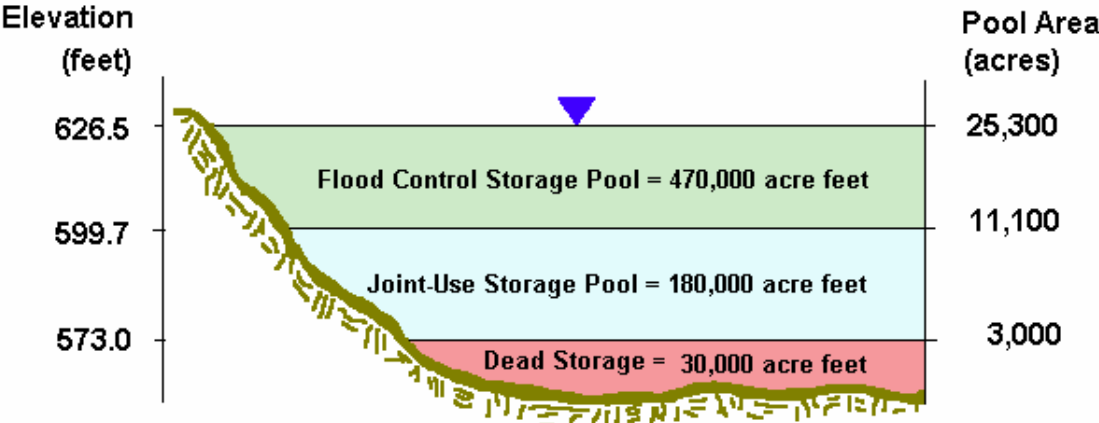 Elevation
(feet)
Pool Area
(acres)
626.5
25,300
Flood Control Storage Pool = 470,000 acre feet
599.7
11,100
Joint-Use Storage Pool = 180,000 acre feet
573.0
3,000
Dead Storage = 30,000 acre feet